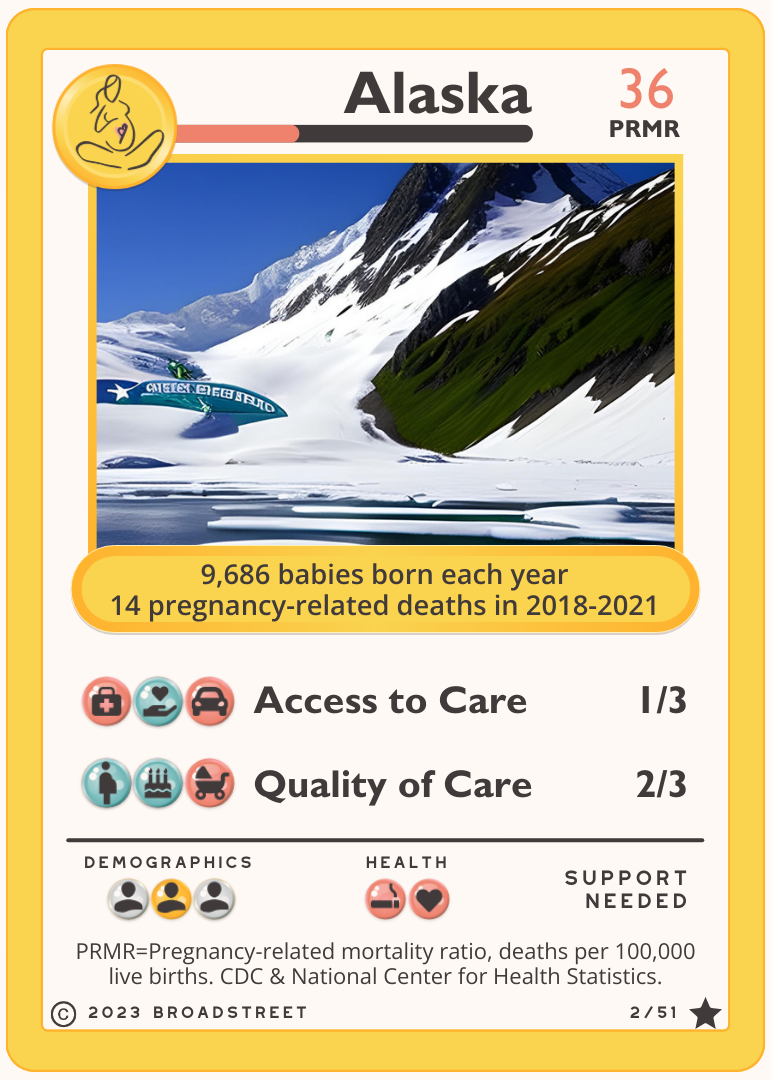 Alaska
36
PRMR
9,686 babies born each year
14 pregnancy-related deaths in 2018-2021
Access to Care 1/3
Quality of Care 2/3
DEMOGRAPHICS
HEALTH
SUPPORT
NEEDED
PRMR=Pregnancy-related mortality ratio, deaths per 100,000
live births. CDC & National Center for Health Statistics.
© 2023 BROADSTREET 2/51